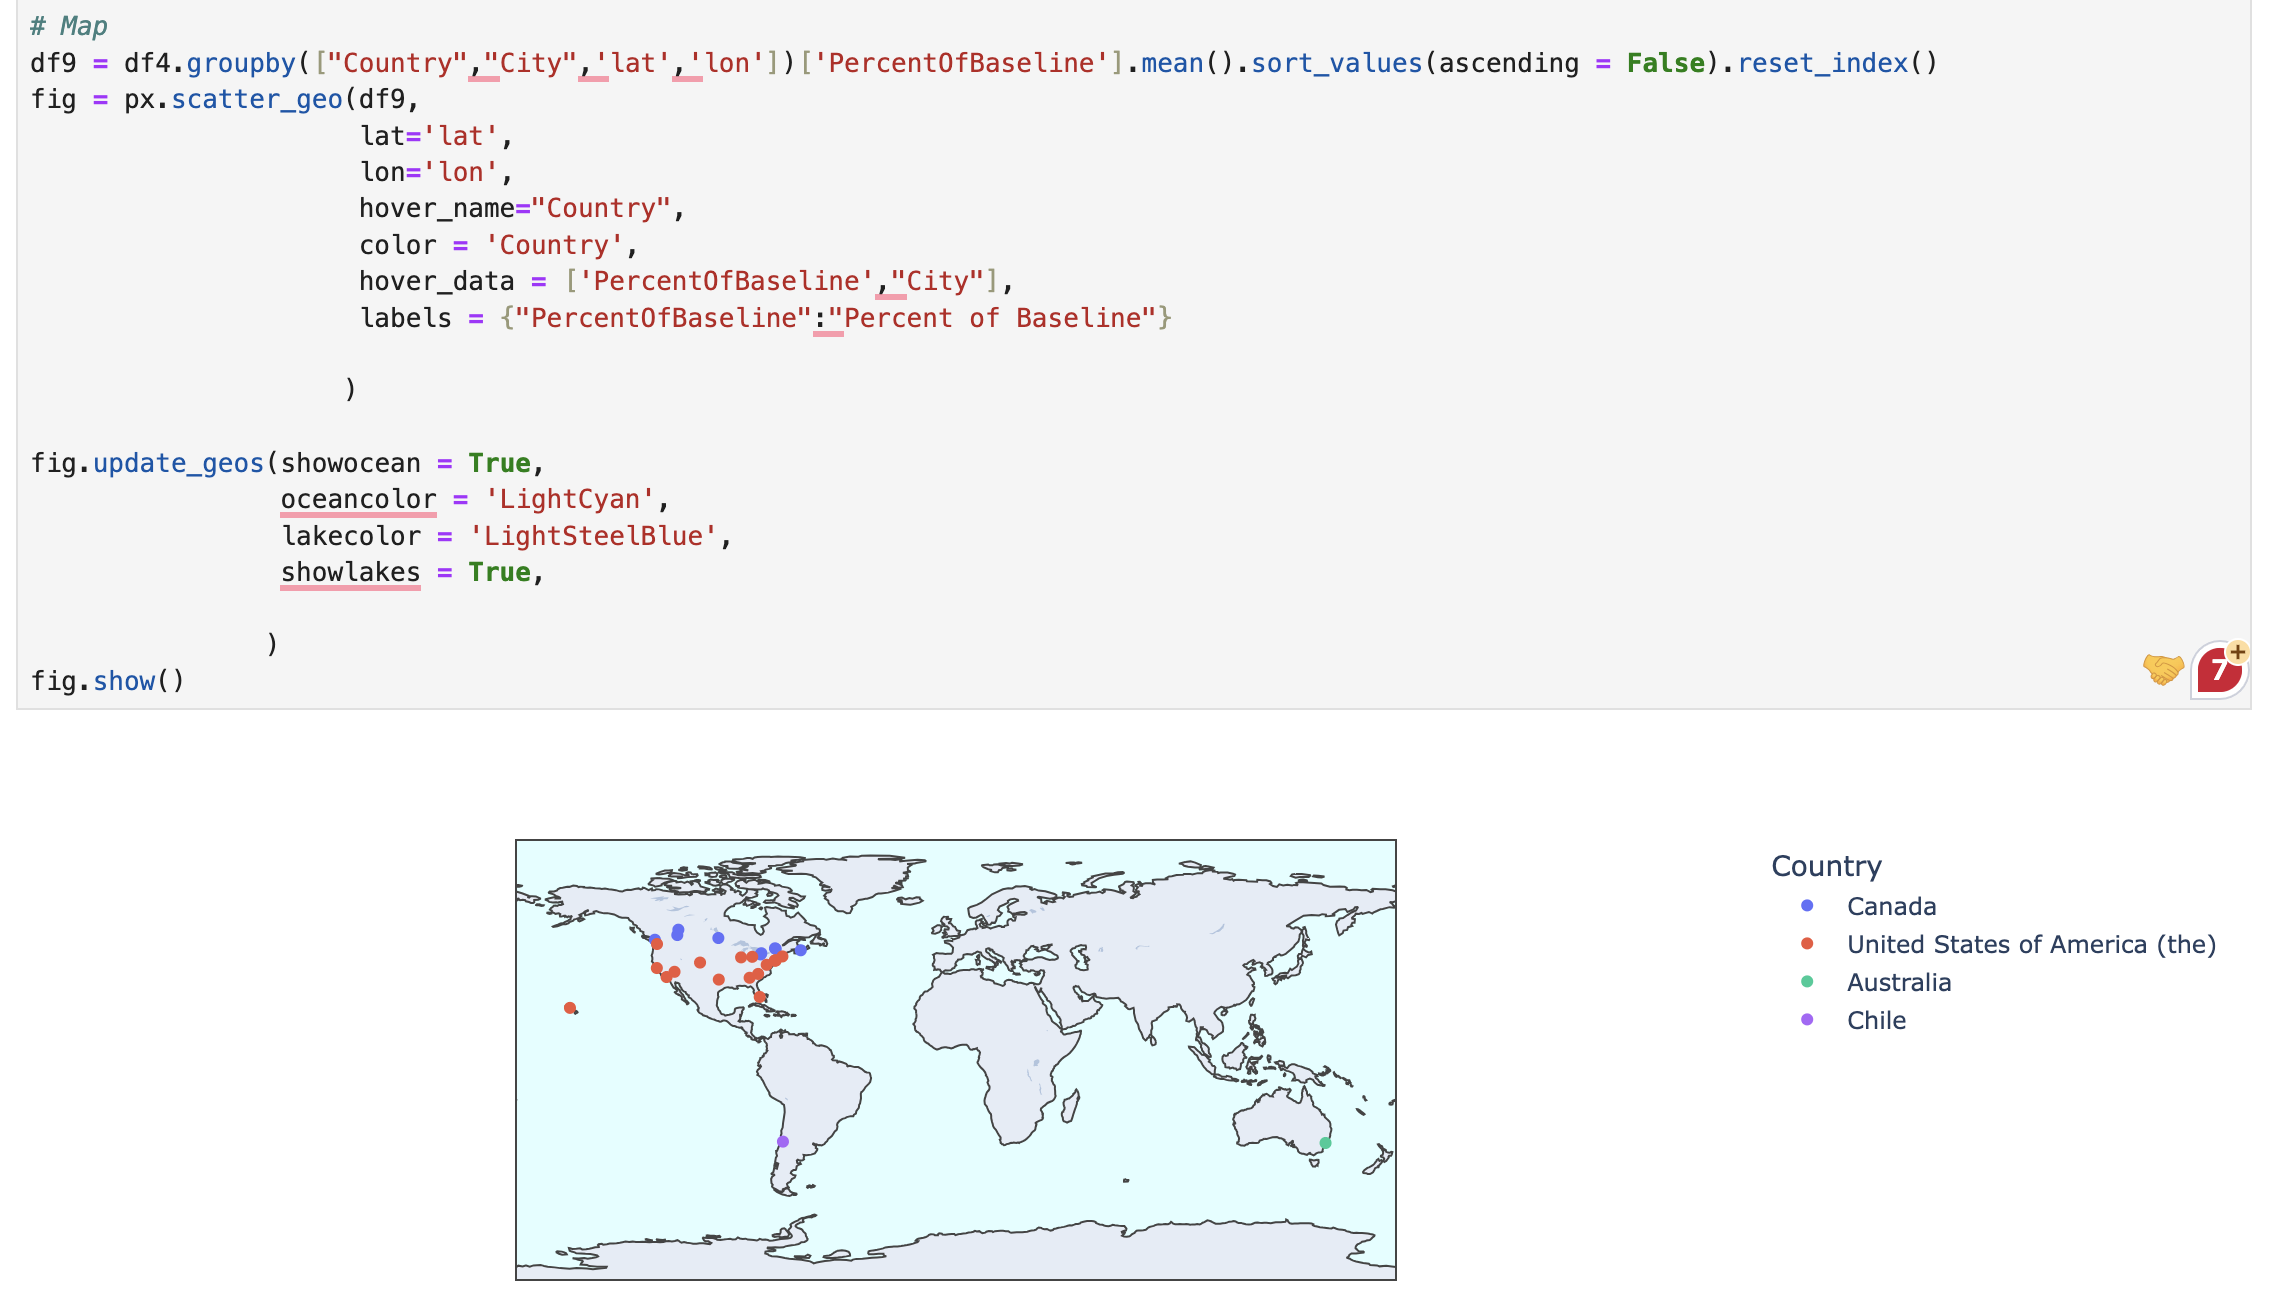 # Map
df9 = df4.groupby(["Country","City",'lat','lon'])['PercentOfBaseline'].mean().sort_values(ascending = False).reset_index()
fig = px.scatter_geo(df9,
lat='lat',
lon='lon',
hover_name="Country",
color = 'Country',
hover_data = ['PercentOfBaseline',"City"],
labels = {"PercentOfBaseline":"Percent of Baseline"}
)
fig.update_geos(showocean = True,
oceancolor = 'LightCyan',
lakecolor = 'LightSteelBlue',
showlakes = True,
)
fig.show()
7
+
Country
Canada
United States of America (the)
Australia
Chile